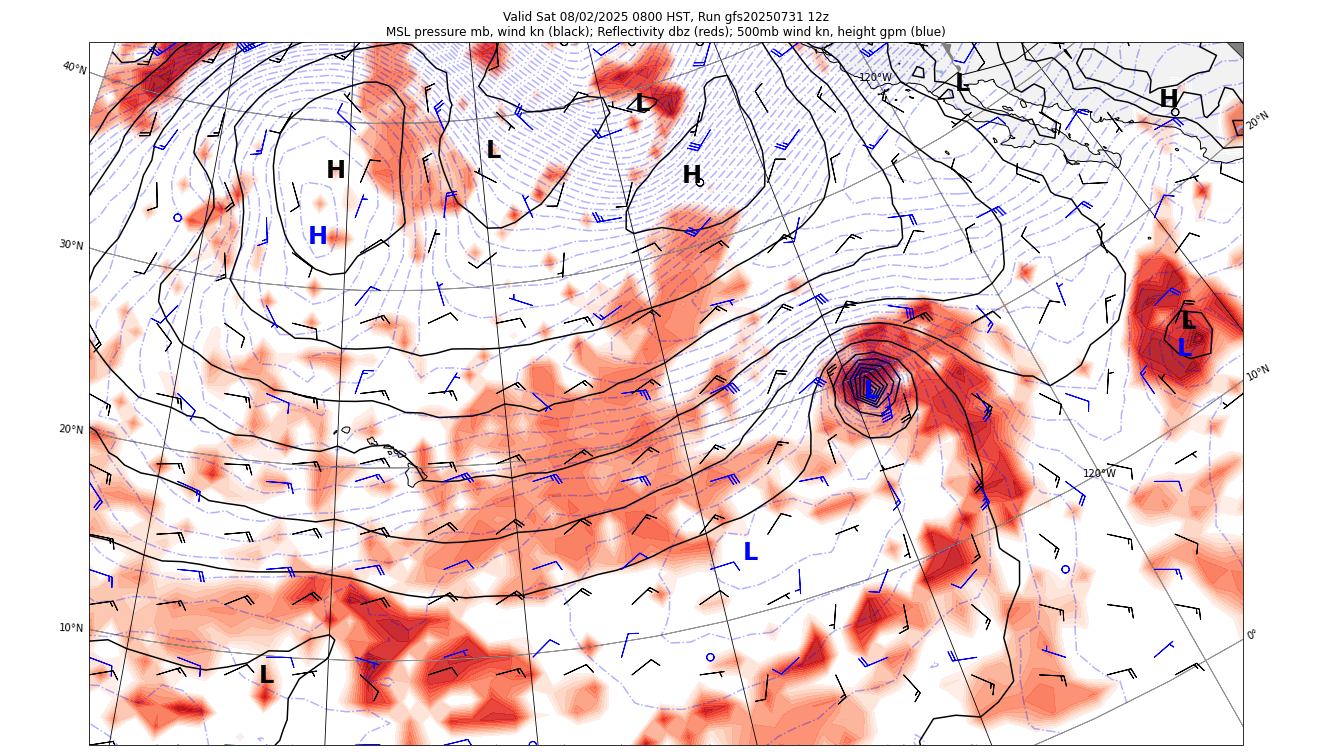 Valid Sat 08/02/2025 0800 HST, Run gfs20250731 12z
MSL pressure mb, wind kn (black); Reflectivity dbz (reds); 500mb wind kn, height gpm (blue)
40°N
120°W
L
H
20°N
L
L
H
H
H
30°N
L
L
L
10°N
20°N
120°W
L
10°N
0°
L